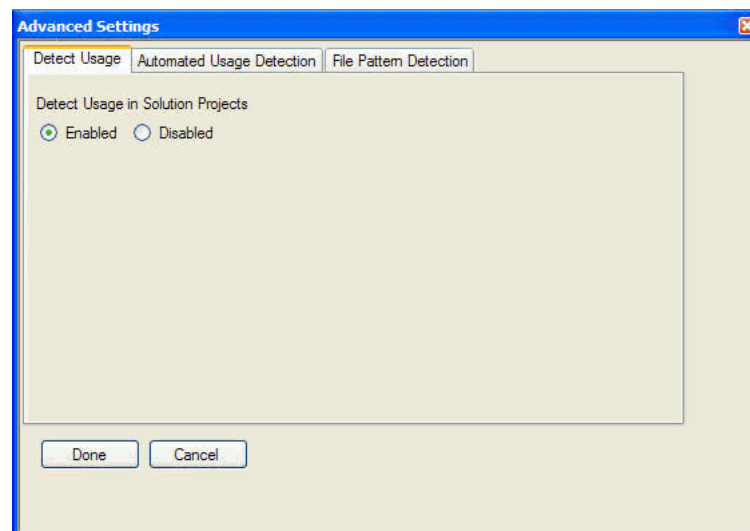 Advanced Settings
Detect Usage Automated Usage Detection File Pattern Detection
Detect Usage in Solution Projects
Enabled Disabled
Done Cancel